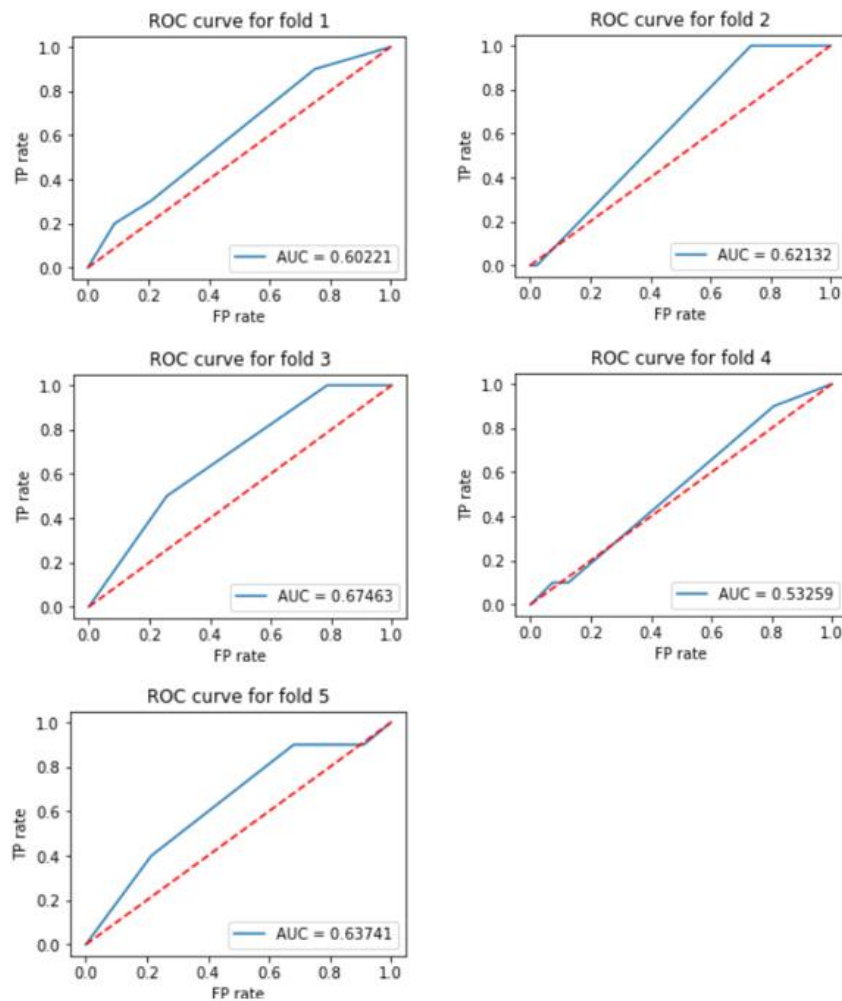 ROC curve for fold 1
1.0
0.8
0.6
0.4
0.2
0.0
TP rate
AUC = 0.60221
0.0 0.2 0.4 0.6 0.8 1.0
FP rate
ROC curve for fold 2
1.0
0.8
0.6
0.4
0.2
0.0
TP rate
AUC = 0.62132
0.0 0.2 0.4 0.6 0.8 1.0
FP rate
ROC curve for fold 3
1.0
0.8
0.6
0.4
0.2
0.0
TP rate
AUC = 0.67463
0.0 0.2 0.4 0.6 0.8 1.0
FP rate
ROC curve for fold 4
1.0
0.8
0.6
0.4
0.2
0.0
TP rate
AUC = 0.53259
0.0 0.2 0.4 0.6 0.8 1.0
FP rate
ROC curve for fold 5
1.0
0.8
0.6
0.4
0.2
0.0
TP rate
AUC = 0.63741
0.0 0.2 0.4 0.6 0.8 1.0
FP rate